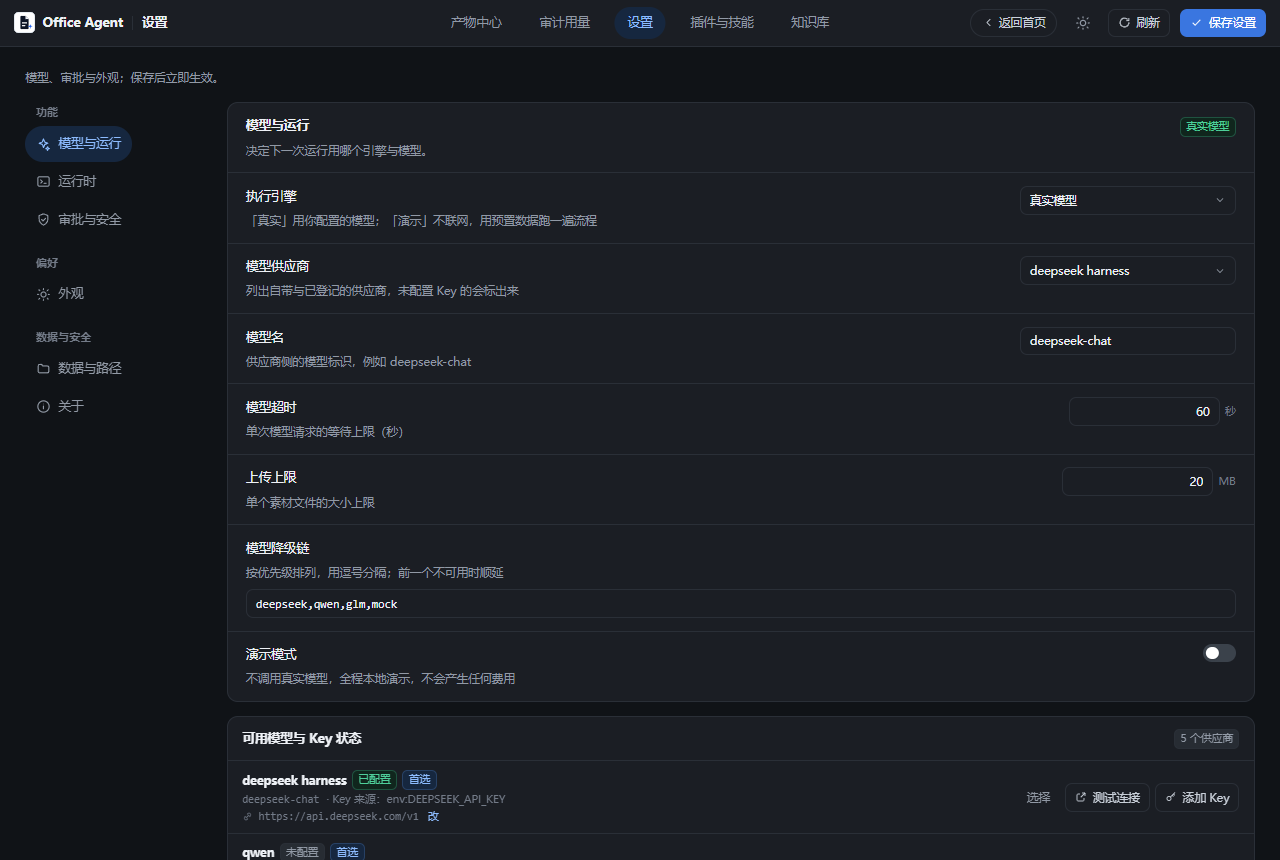 Office Agent 设置 产物中心 审计用量 设置 插件与技能 知识库 返回首页 刷新 保存设置
模型、审批与外观；保存后立即生效。
功能
模型与运行
运行时
审批与安全
偏好
外观
数据与安全
数据与路径
关于
模型与运行 真实模型
决定下一次运行用哪个引擎与模型。
执行引擎 真实模型
「真实」用你配置的模型；「演示」不联网，用预置数据跑一遍流程
模型供应商 deepseek harness
列出自带与已登记的供应商，未配置 Key 的会标出来
模型名 deepseek-chat
供应商侧的模型标识，例如 deepseek-chat
模型超时 60 秒
单次模型请求的等待上限（秒）
上传上限 20 MB
单个素材文件的大小上限
模型降级链
按优先级排列，用逗号分隔；前一个不可用时顺延
deepseek,qwen,glm,mock
演示模式
不调用真实模型，全程本地演示，不会产生任何费用
可用模型与 Key 状态 5 个供应商
deepseek harness 已配置 首选
deepseek-chat · Key 来源：env:DEEPSEEK_API_KEY
https://api.deepseek.com/v1 改
选择 测试连接 添加 Key
qwen 未配置 首选